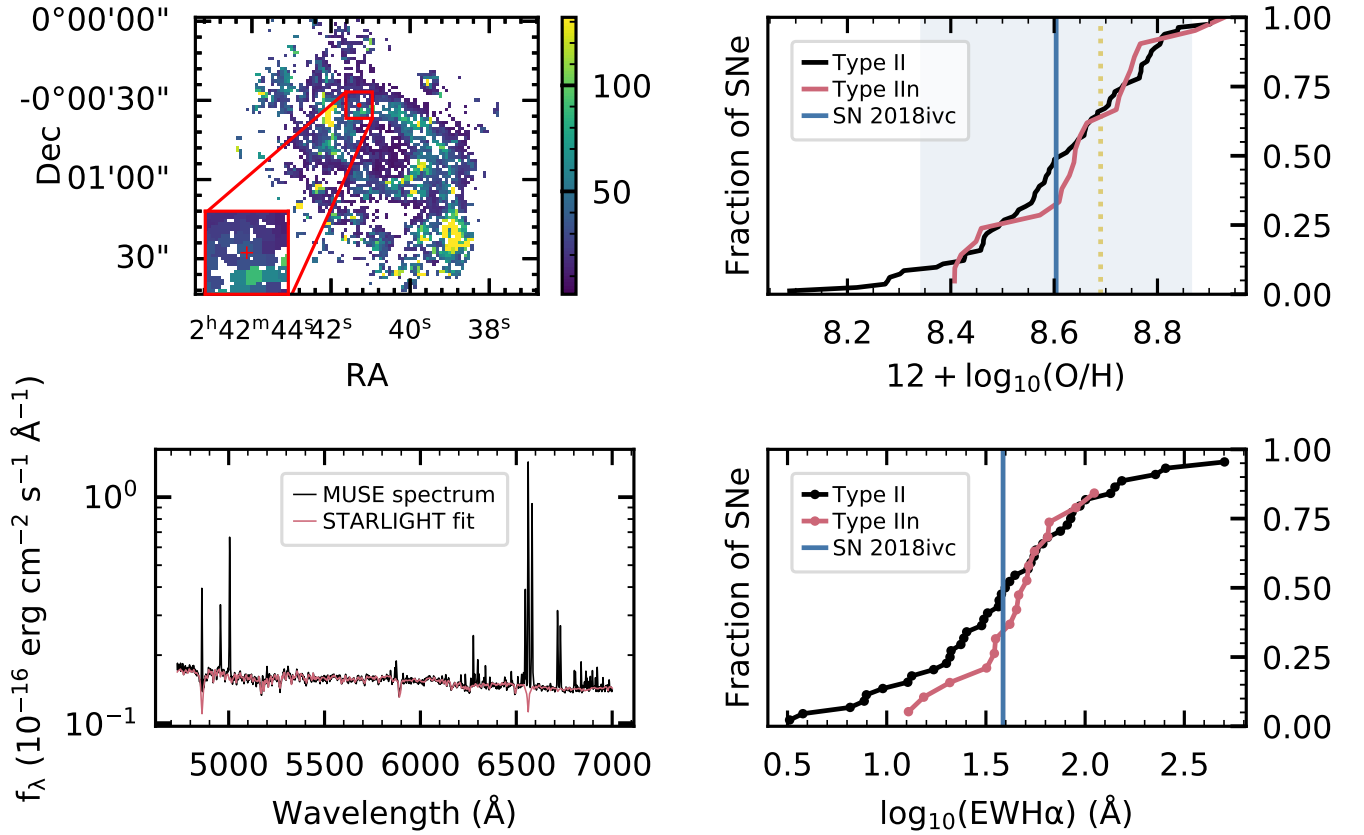 0°00'00"
-0°00'30"
01'00"
30"
Dec
2ʰ42ᵐ44ˢ 42ˢ 40ˢ 38ˢ
RA
100
50
Type II
Type IIn
SN 2018ivc
1.00
0.75
0.50
0.25
0.00
Fraction of SNe
8.2 8.4 8.6 8.8
12 + log₁₀(O/H)
MUSE spectrum
STARLIGHT fit
10⁰
10⁻¹
f_λ (10⁻¹⁶ erg cm⁻² s⁻¹ Å⁻¹)
5000 5500 6000 6500 7000
Wavelength (Å)
Type II
Type IIn
SN 2018ivc
1.00
0.75
0.50
0.25
0.00
Fraction of SNe
0.5 1.0 1.5 2.0 2.5
log₁₀(EWHα) (Å)